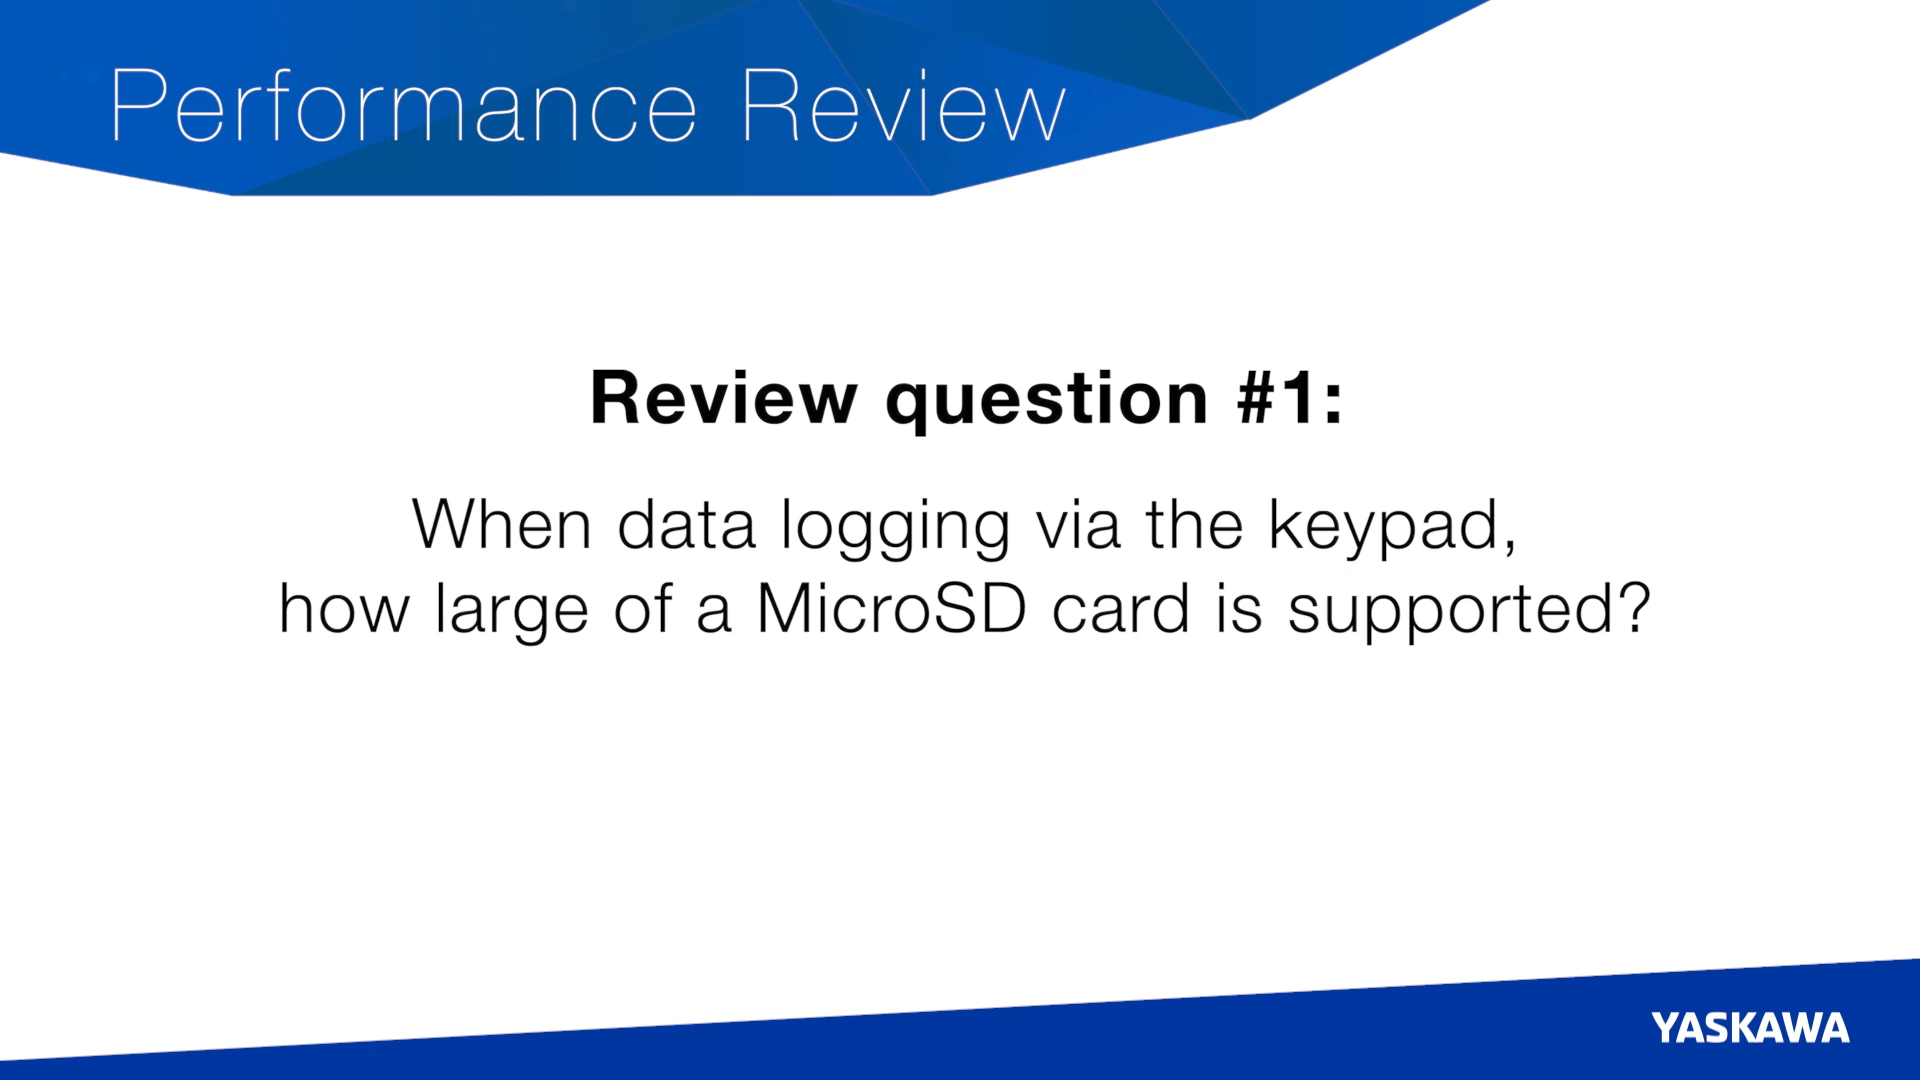 Performance Review
Review question #1:
When data logging via the keypad,
how large of a MicroSD card is supported?
YASKAWA